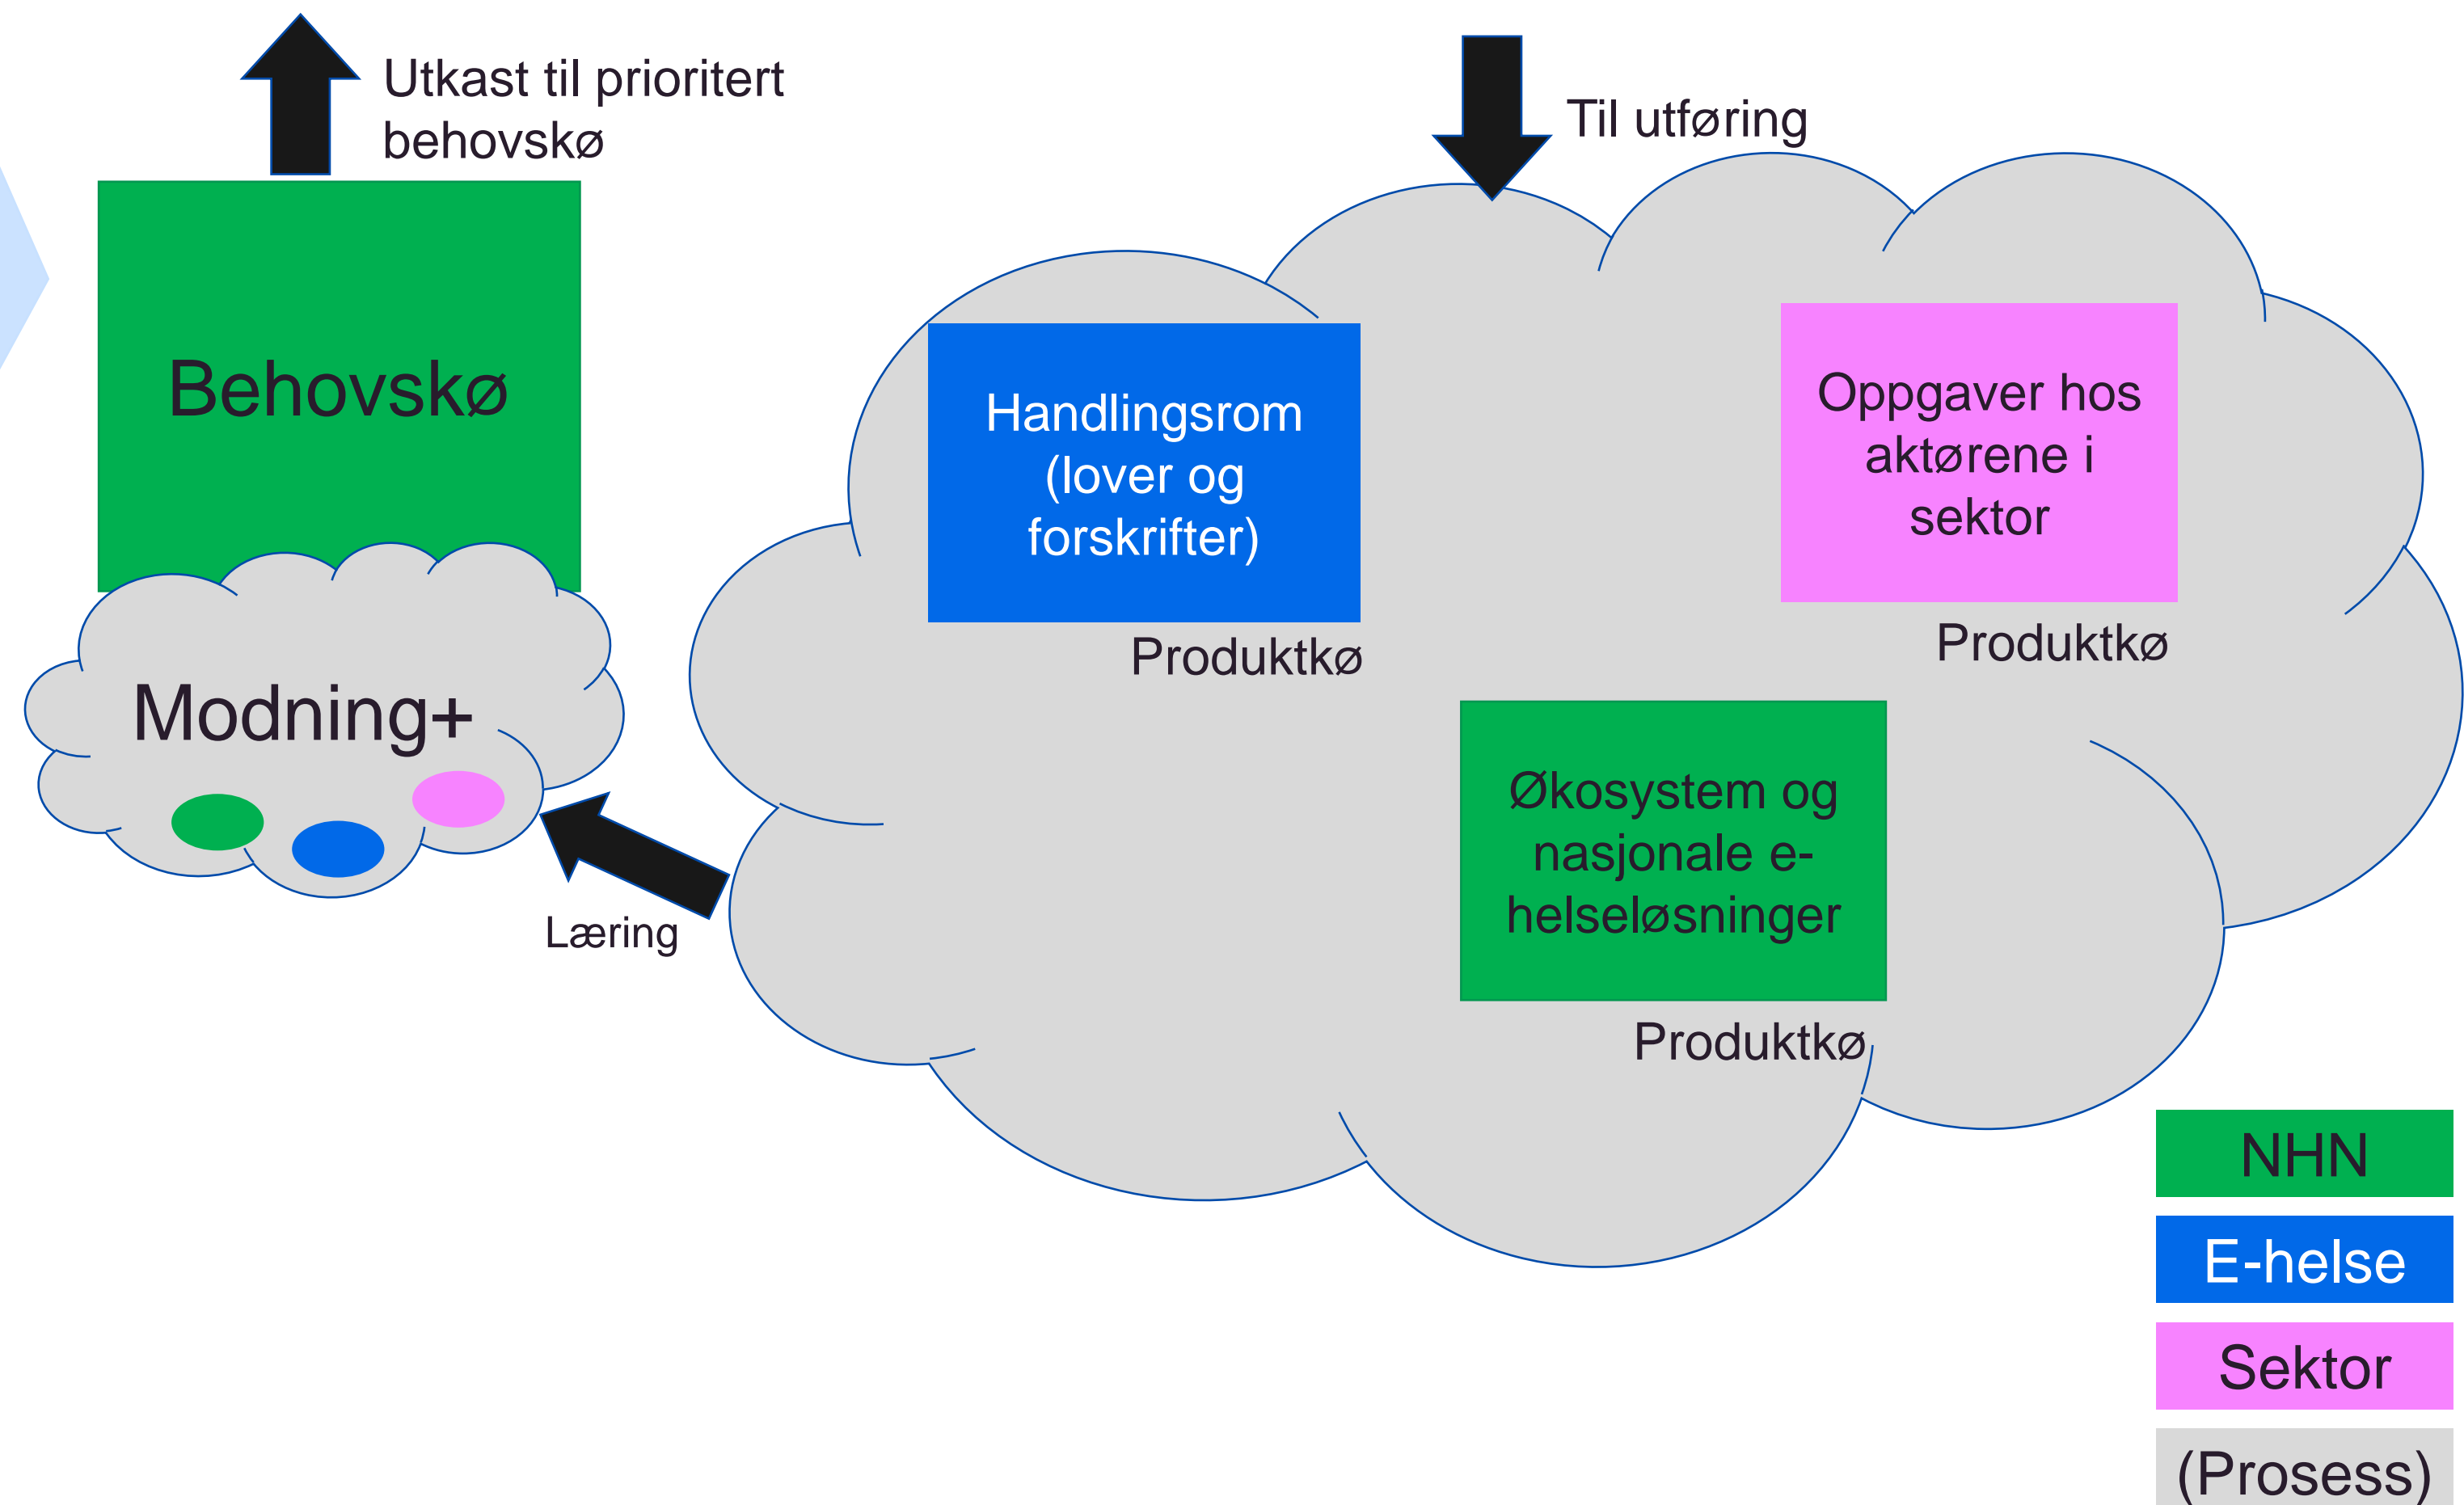 Utkast til prioritert
behovskø
Til utføring
Behovskø
Handlingsrom
(lover og
forskrifter)
Produktkø
Oppgaver hos
aktørene i
sektor
Produktkø
Modning+
Læring
Økosystem og
nasjonale e-
helseløsninger
Produktkø
NHN
E-helse
Sektor
(Prosess)